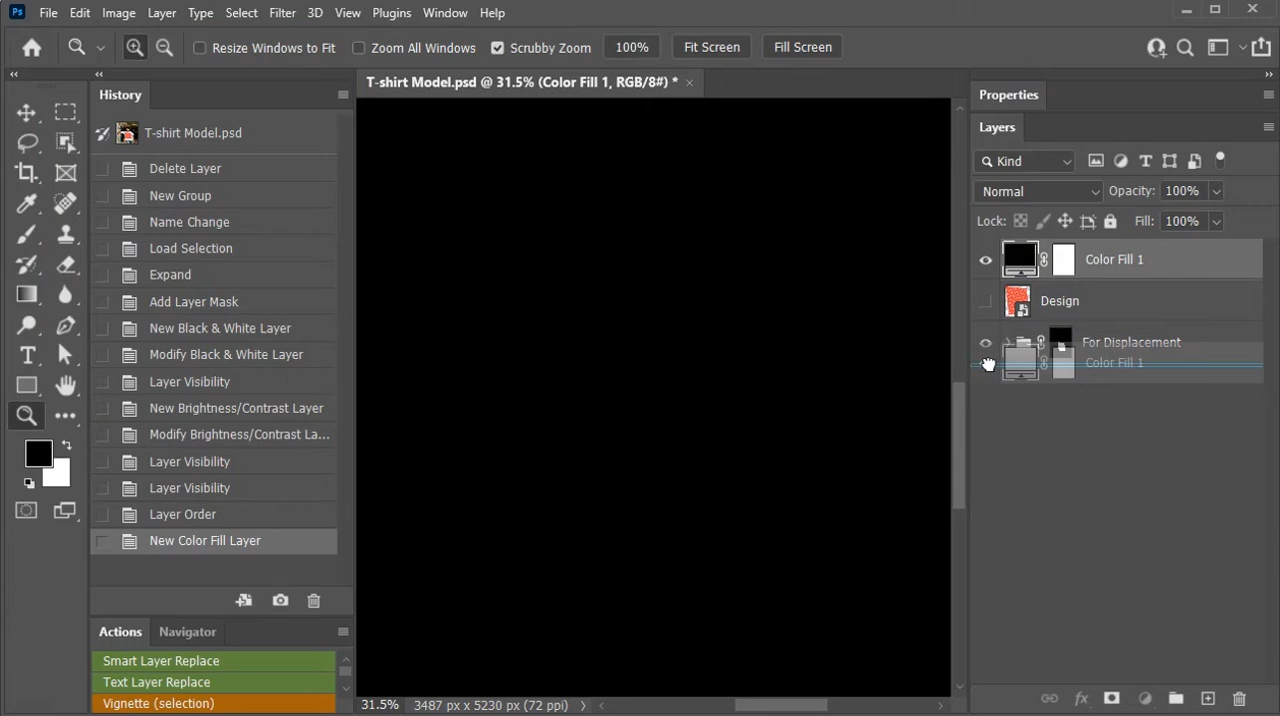 Ps File Edit Image Layer Type Select Filter 3D View Plugins Window Help
Resize Windows to Fit Zoom All Windows Scrubby Zoom 100% Fit Screen Fill Screen
History
T-shirt Model.psd @ 31.5% (Color Fill 1, RGB/8#) *
Properties
T-shirt Model.psd
Delete Layer
New Group
Name Change
Load Selection
Expand
Add Layer Mask
New Black & White Layer
Modify Black & White Layer
Layer Visibility
New Brightness/Contrast Layer
Modify Brightness/Contrast La...
Layer Visibility
Layer Visibility
Layer Order
New Color Fill Layer
Actions Navigator
Smart Layer Replace
Text Layer Replace
Vignette (selection)
31.5% 3487 px x 5230 px (72 ppi)
Layers
Kind
Normal Opacity: 100%
Lock: Fill: 100%
Color Fill 1
Design
For Displacement
Color Fill 1